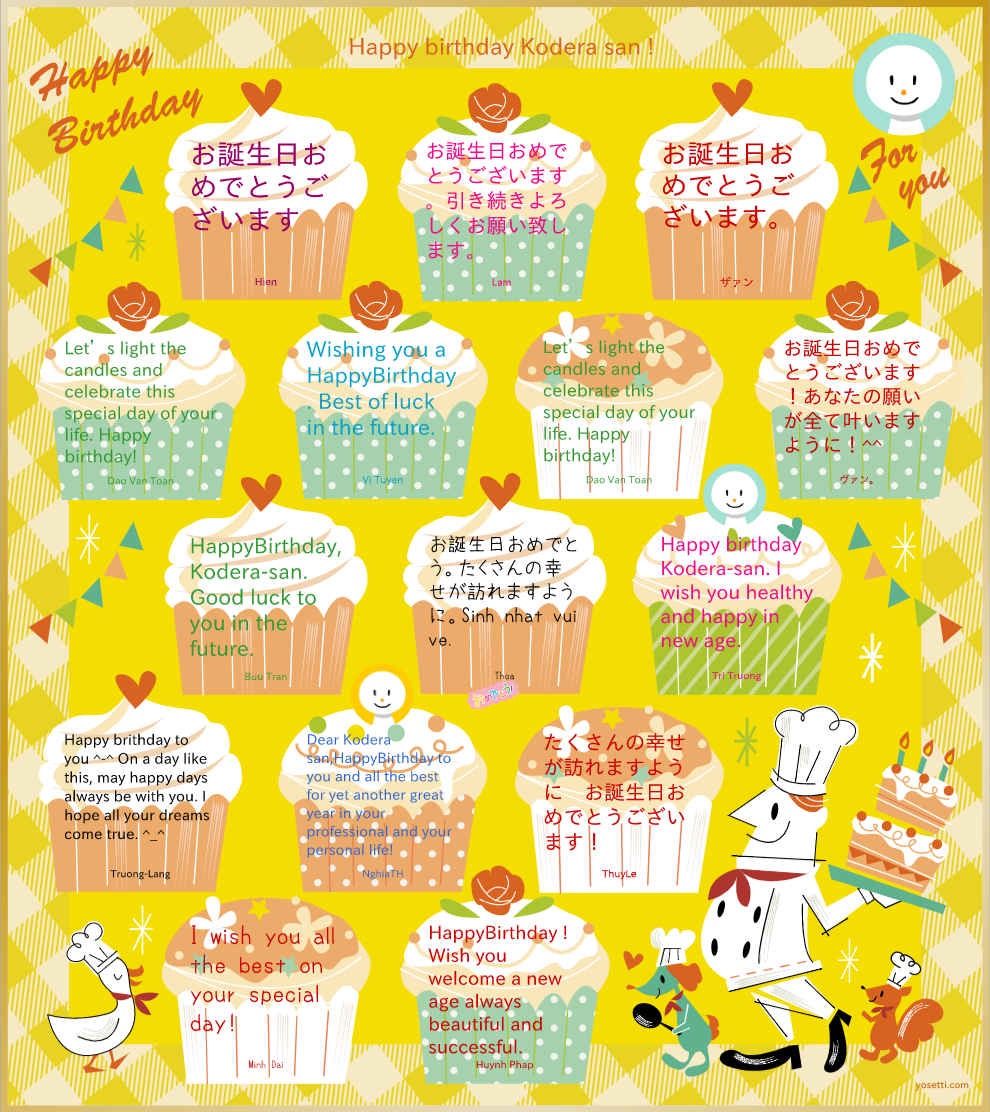 Happy birthday Kodera san !
Happy
Birthday
For
you
お誕生日お
めでとうご
ざいます
Hien
お誕生日おめで
とうございます
。引き続きよろ
しくお願い致し
ます。
Lam
お誕生日お
めでとうご
ざいます。
ザァン
Let’s light the
candles and
celebrate this
special day of your
life. Happy
birthday!
Dao Van Toan
Wishing you a
HappyBirthday
. Best of luck
in the future.
Vi Tuyen
Let’s light the
candles and
celebrate this
special day of your
life. Happy
birthday!
Dao Van Toan
お誕生日おめで
とうございます
！あなたの願い
が全て叶います
ように！^^
ヴァン。
HappyBirthday,
Kodera-san.
Good luck to
you in the
future.
Buu Tran
お誕生日おめでと
う。たくさんの幸
せが訪れますよう
に。Sinh nhat vui
ve.
Thoa
おめでとう!
Happy birthday
Kodera-san. I
wish you healthy
and happy in
new age.
Tri Truong
Happy brithday to
you ^-^ On a day like
this, may happy days
always be with you. I
hope all your dreams
come true. ^_^
Truong-Lang
Dear Kodera
san,HappyBirthday to
you and all the best
for yet another great
year in your
professional and your
personal life!
NghiaTH
たくさんの幸せ
が訪れますよう
に　お誕生日お
めでとうござい
ます！
ThuyLe
I wish you all
the best on
your special
day!
Minh Dai
HappyBirthday !
Wish you
welcome a new
age always
beautiful and
successful.
Huynh Phap
yosetti.com